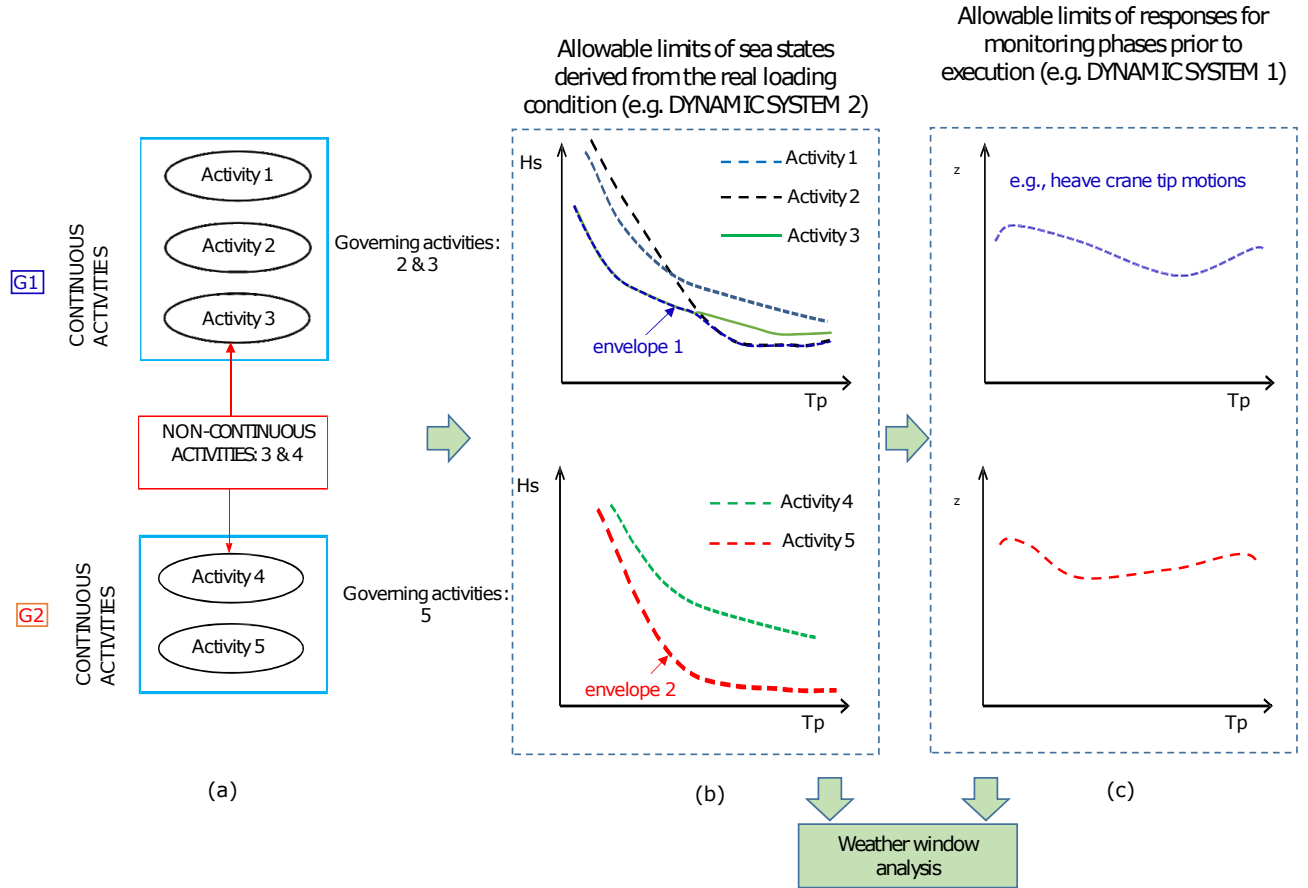 Allowable limits of sea states
derived from the real loading
condition (e.g. DYNAMIC SYSTEM 2)
Allowable limits of responses for
monitoring phases prior to
execution (e.g. DYNAMIC SYSTEM 1)
G1
CONTINUOUS
ACTIVITIES
Activity 1
Activity 2
Activity 3
Governing activities:
2 & 3
NON-CONTINUOUS
ACTIVITIES: 3 & 4
G2
CONTINUOUS
ACTIVITIES
Activity 4
Activity 5
Governing activities:
5
Hs
Activity 1
Activity 2
Activity 3
envelope 1
Tp
Hs
Activity 4
Activity 5
envelope 2
Tp
z
e.g., heave crane tip motions
Tp
z
Tp
(a)
(b)
(c)
Weather window
analysis